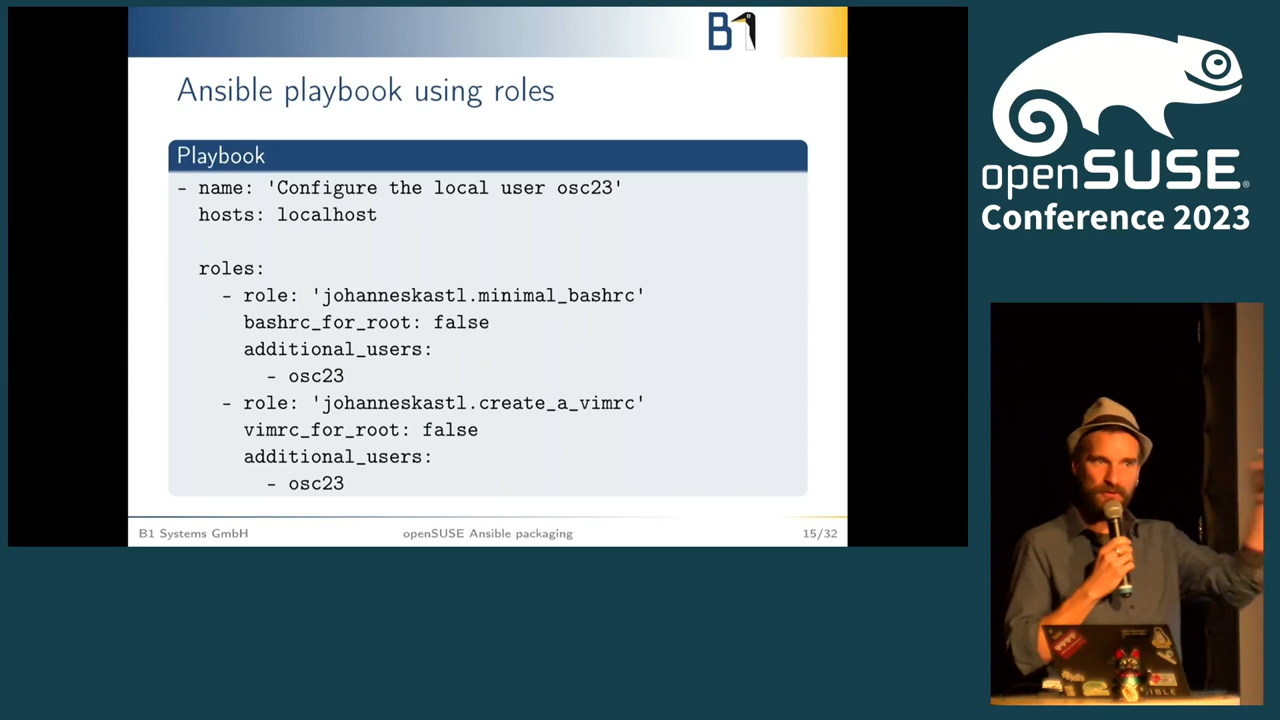 B1
Ansible playbook using roles
Playbook
- name: 'Configure the local user osc23'
hosts: localhost
roles:
- role: 'johanneskastl.minimal_bashrc'
bashrc_for_root: false
additional_users:
- osc23
- role: 'johanneskastl.create_a_vimrc'
vimrc_for_root: false
additional_users:
- osc23
B1 Systems GmbH
openSUSE Ansible packaging
15/32
openSUSE®
Conference 2023